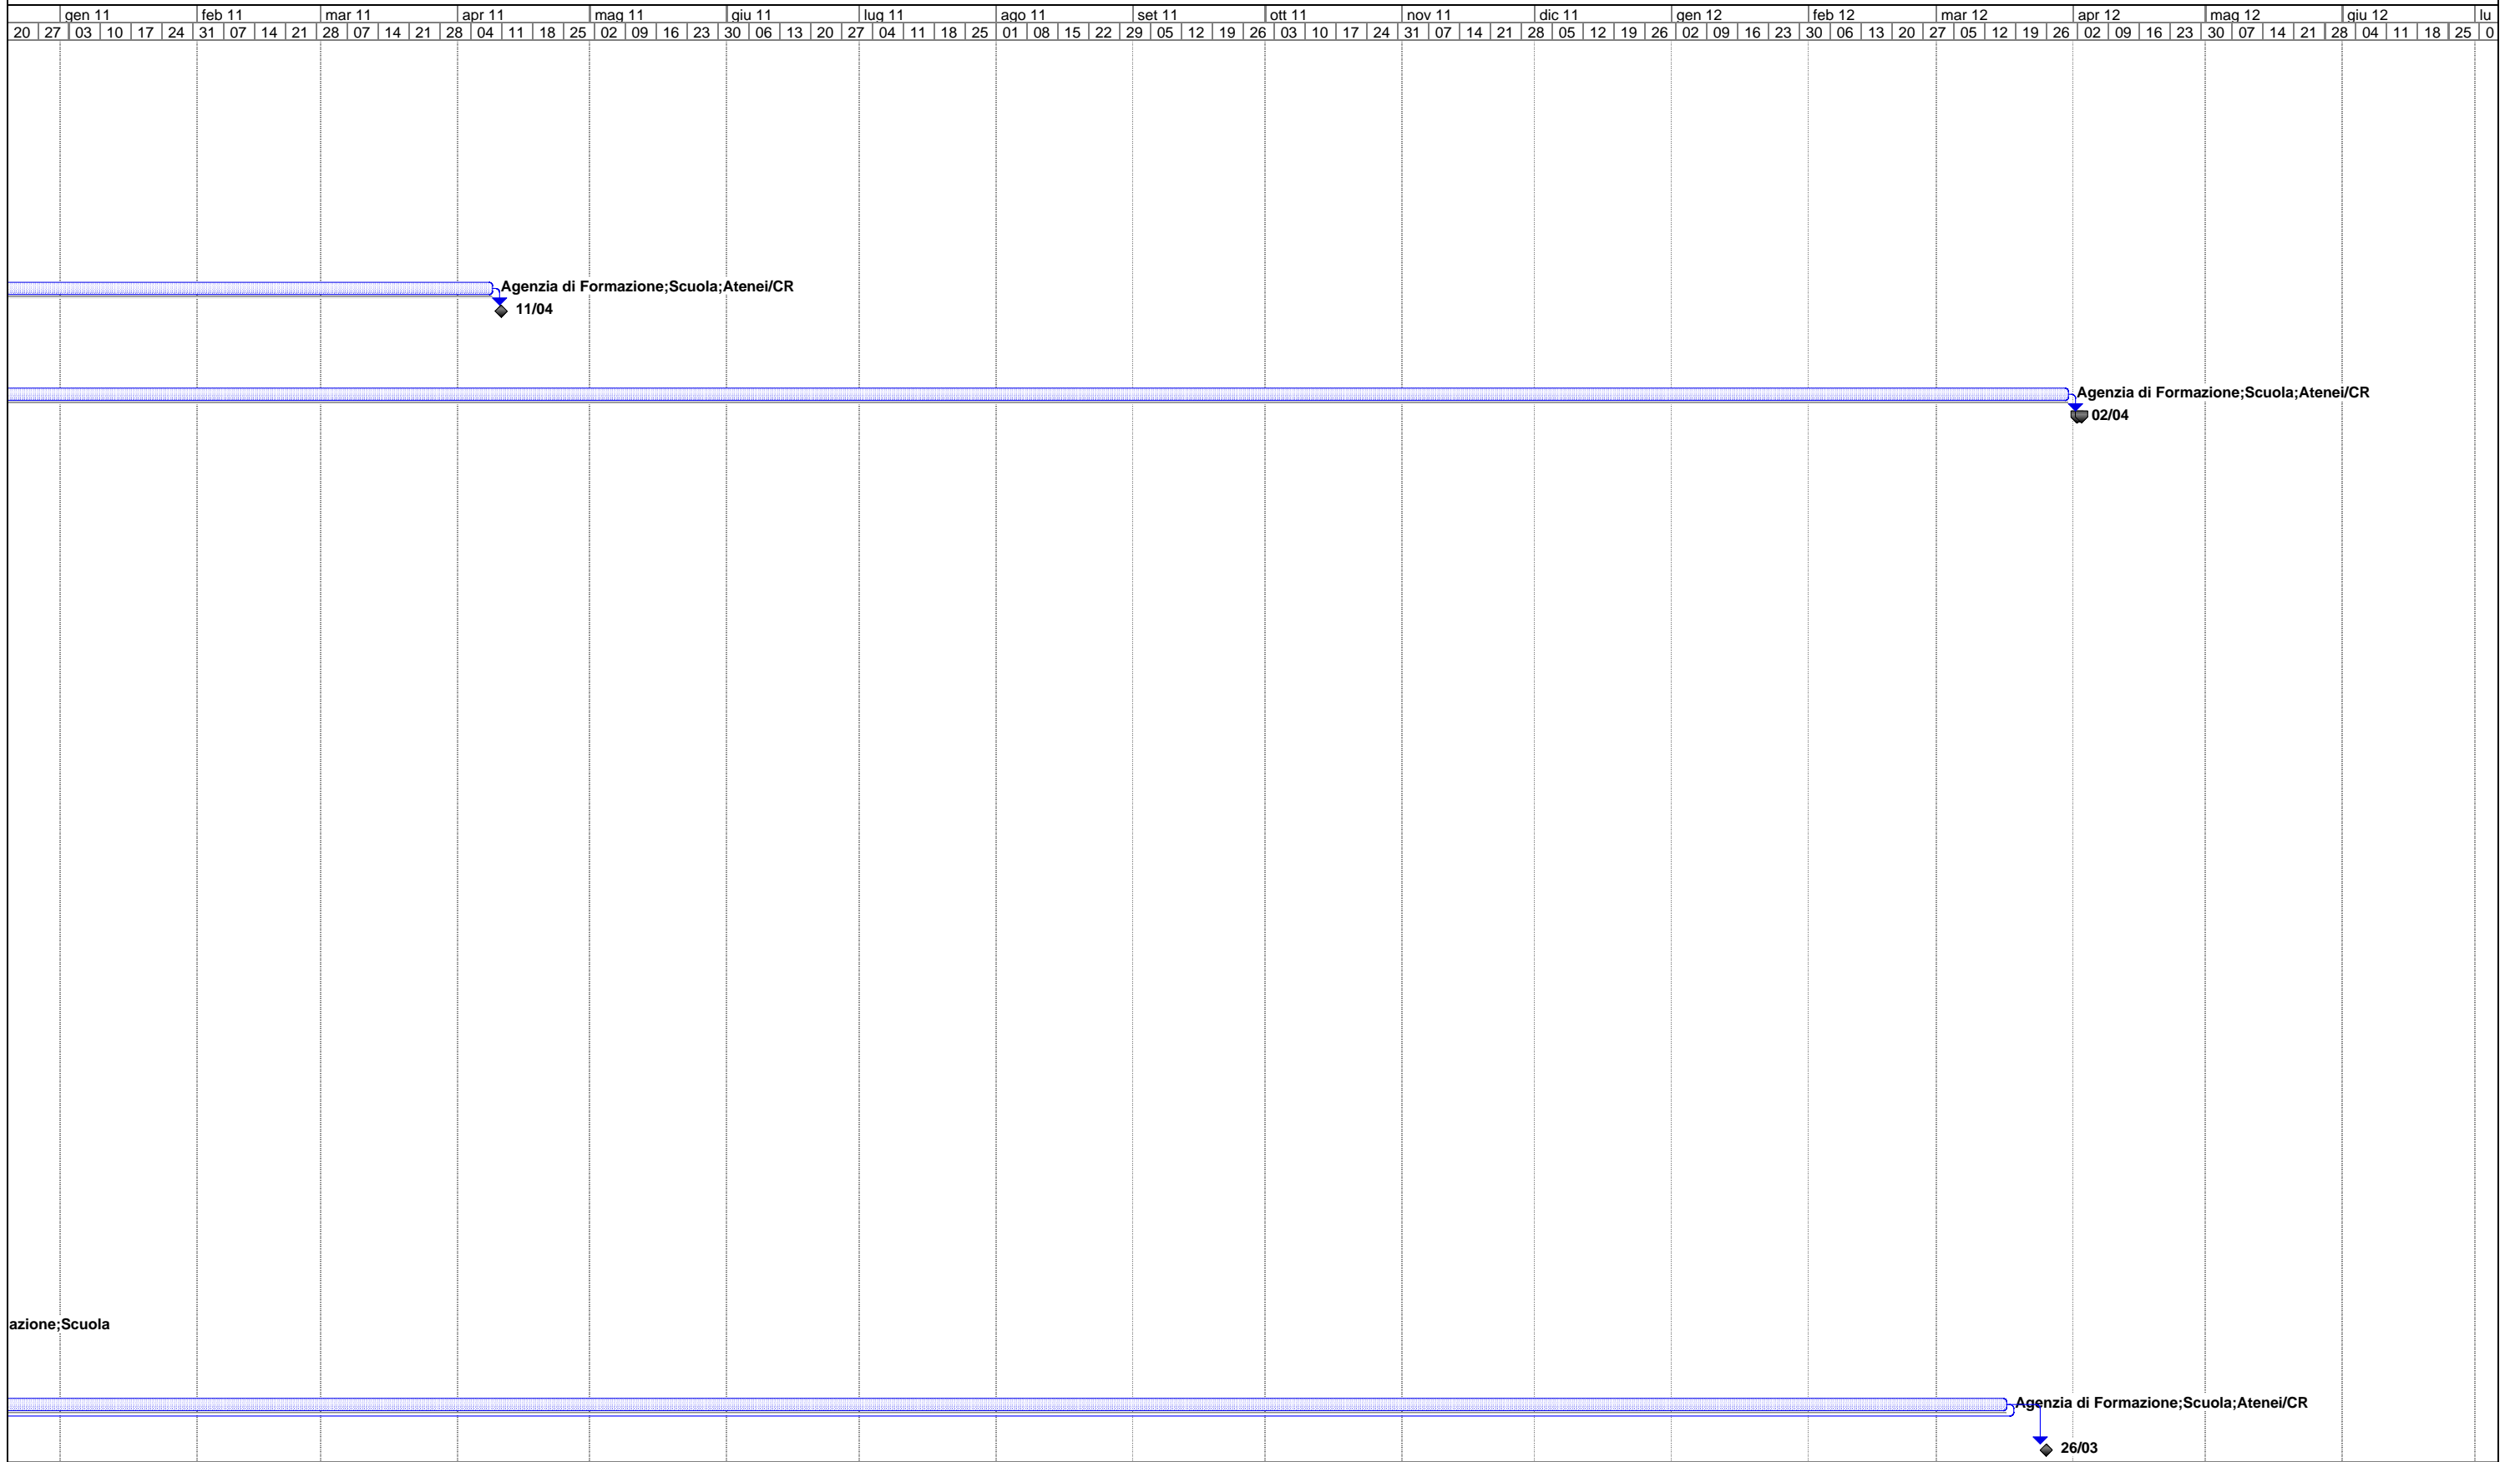 gen 11 feb 11 mar 11 apr 11 mag 11 giu 11 lug 11 ago 11 set 11 ott 11 nov 11 dic 11 gen 12 feb 12 mar 12 apr 12 mag 12 giu 12 lu
20 27 03 10 17 24 31 07 14 21 28 07 14 21 28 04 11 18 25 02 09 16 23 30 06 13 20 27 04 11 18 25 01 08 15 22 29 05 12 19 26 03 10 17 24 31 07 14 21 28 05 12 19 26 02 09 16 23 30 06 13 20 27 05 12 19 26 02 09 16 23 30 07 14 21 28 04 11 18 25 0
Agenzia di Formazione;Scuola;Atenei/CR
11/04
Agenzia di Formazione;Scuola;Atenei/CR
02/04
azione;Scuola
Agenzia di Formazione;Scuola;Atenei/CR
26/03